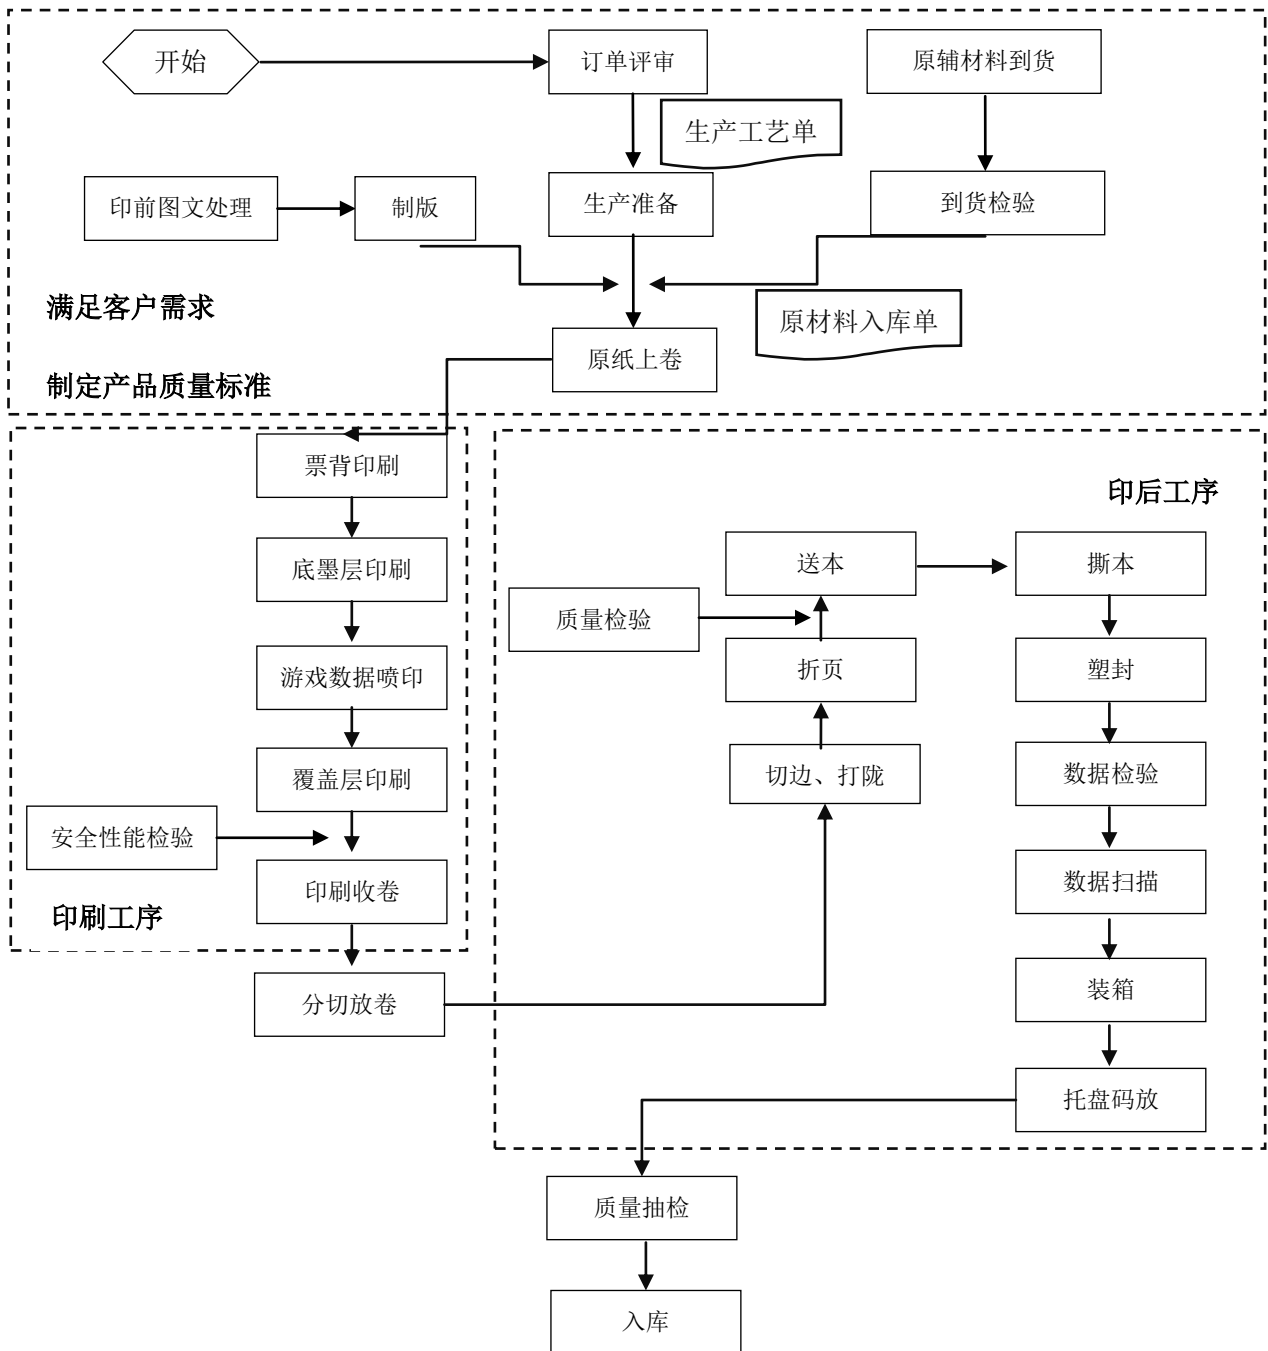 开始
订单评审
原辅材料到货
生产工艺单
印前图文处理
制版
生产准备
到货检验
满足客户需求
原材料入库单
原纸上卷
制定产品质量标准
票背印刷
印后工序
底墨层印刷
送本
撕本
质量检验
游戏数据喷印
折页
塑封
覆盖层印刷
切边、打陇
数据检验
安全性能检验
印刷收卷
数据扫描
印刷工序
分切放卷
装箱
托盘码放
质量抽检
入库